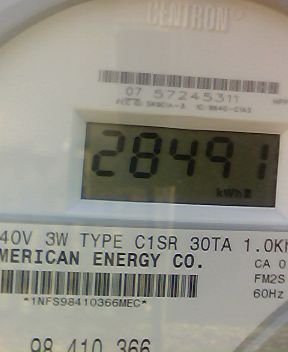 CENTRON®
07 57245311
28491
kWh
40V 3W TYPE C1SR 30TA 1.0Kh
MERICAN ENERGY CO.
CA 0
FM2S
60Hz
*1NFS98410366MEC*
98 410 366